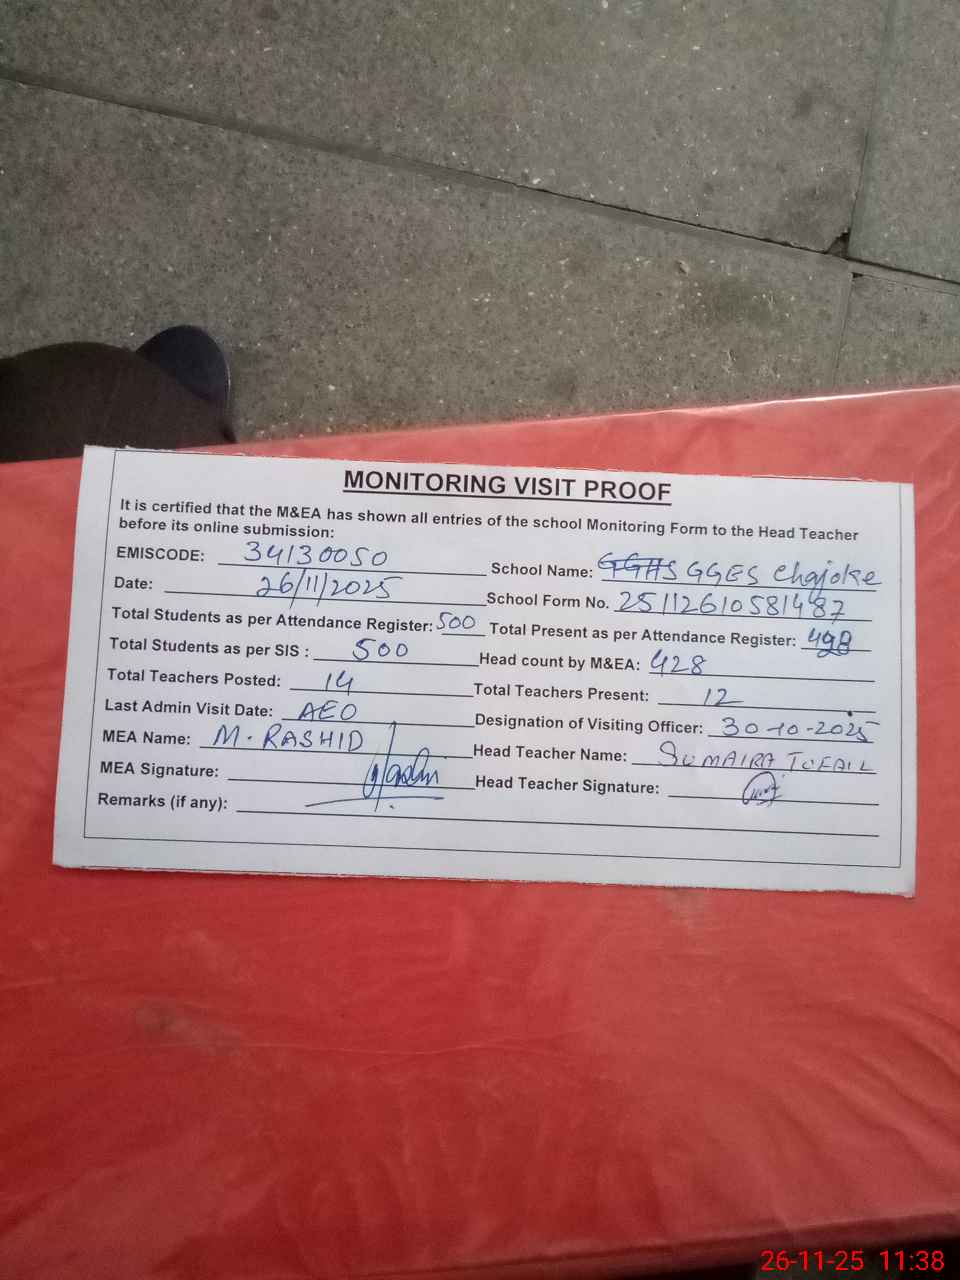 MONITORING VISIT PROOF
It is certified that the M&EA has shown all entries of the school Monitoring Form to the Head Teacher
before its online submission:
EMISCODE: 34130050 School Name: GGHS GGES Chajoke
Date: 26/11/2025 School Form No. 25112610581487
Total Students as per Attendance Register: 500 Total Present as per Attendance Register:
Total Students as per SIS : 500 Head count by M&EA: 428
Total Teachers Posted: 14 Total Teachers Present: 12
Last Admin Visit Date: AEO Designation of Visiting Officer: 30-10-2025
MEA Name: M. RASHID Head Teacher Name: SUMAIRA TUFAIL
MEA Signature: Head Teacher Signature:
Remarks (if any):
26-11-25 11:38